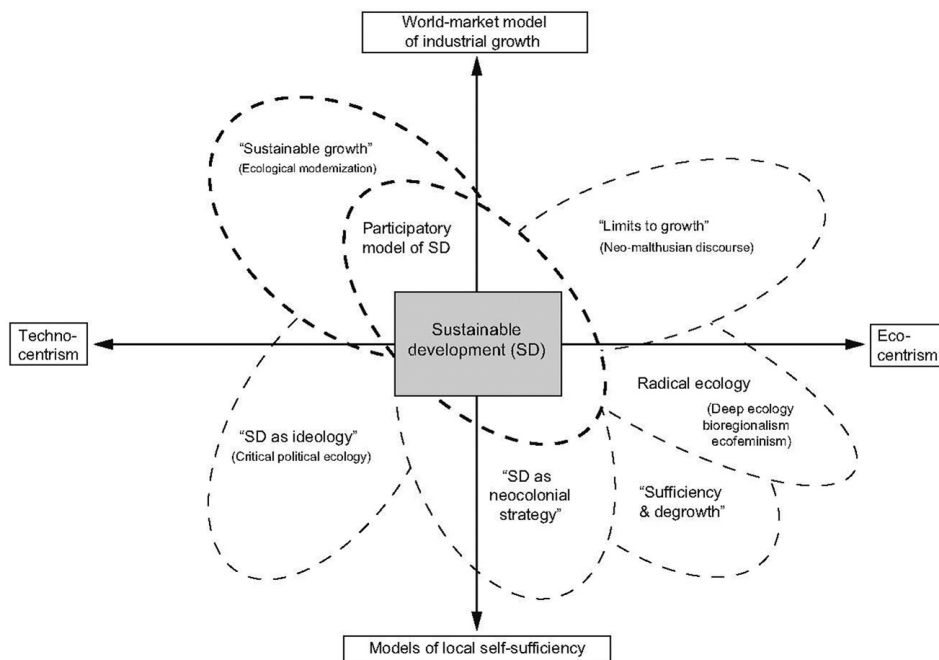 World-market model
of industrial growth
“Sustainable growth”
(Ecological modernization)
Participatory
model of SD
“Limits to growth”
(Neo-malthusian discourse)
Techno-
centrism
Sustainable
development (SD)
Eco-
centrism
Radical ecology
(Deep ecology
bioregionalism
ecofeminism)
“SD as ideology”
(Critical political ecology)
“SD as
neocolonial
strategy”
“Sufficiency
& degrowth”
Models of local self-sufficiency